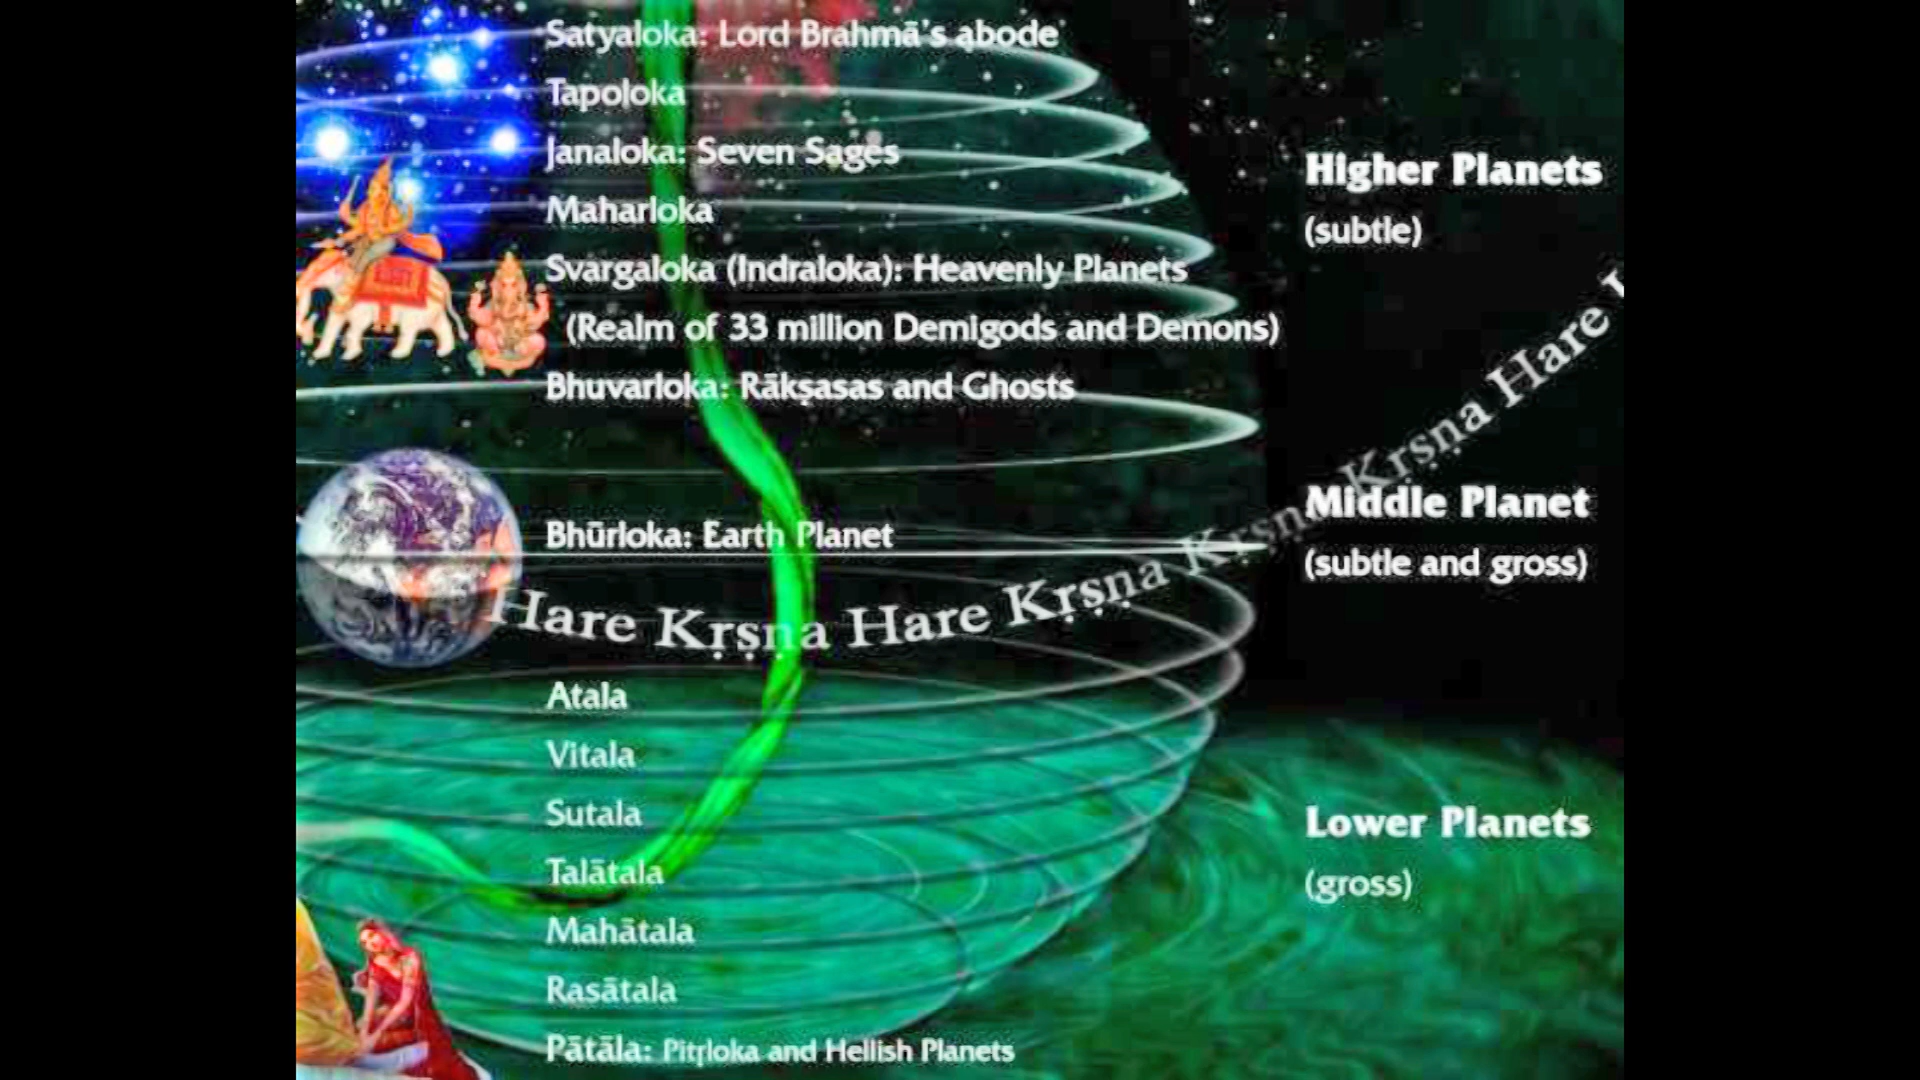 Satyaloka: Lord Brahmā's abode
Tapoloka
Janaloka: Seven Sages
Maharloka
Svargaloka (Indraloka): Heavenly Planets
(Realm of 33 million Demigods and Demons)
Bhuvarloka: Rākṣasas and Ghosts
Higher Planets
(subtle)
Bhūrloka: Earth Planet
Middle Planet
(subtle and gross)
Hare Kṛṣṇa Hare Kṛṣṇa Kṛṣṇa Kṛṣṇa Hare
Atala
Vitala
Sutala
Talātala
Mahātala
Rasātala
Pātāla: Pitṛloka and Hellish Planets
Lower Planets
(gross)